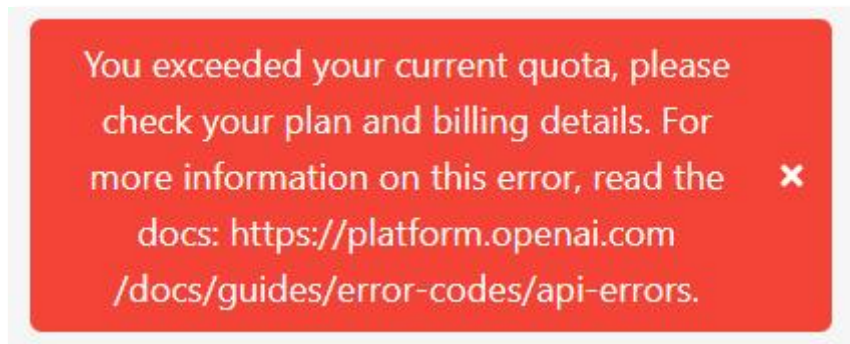 You exceeded your current quota, please
check your plan and billing details. For
more information on this error, read the
docs: https://platform.openai.com
/docs/guides/error-codes/api-errors.